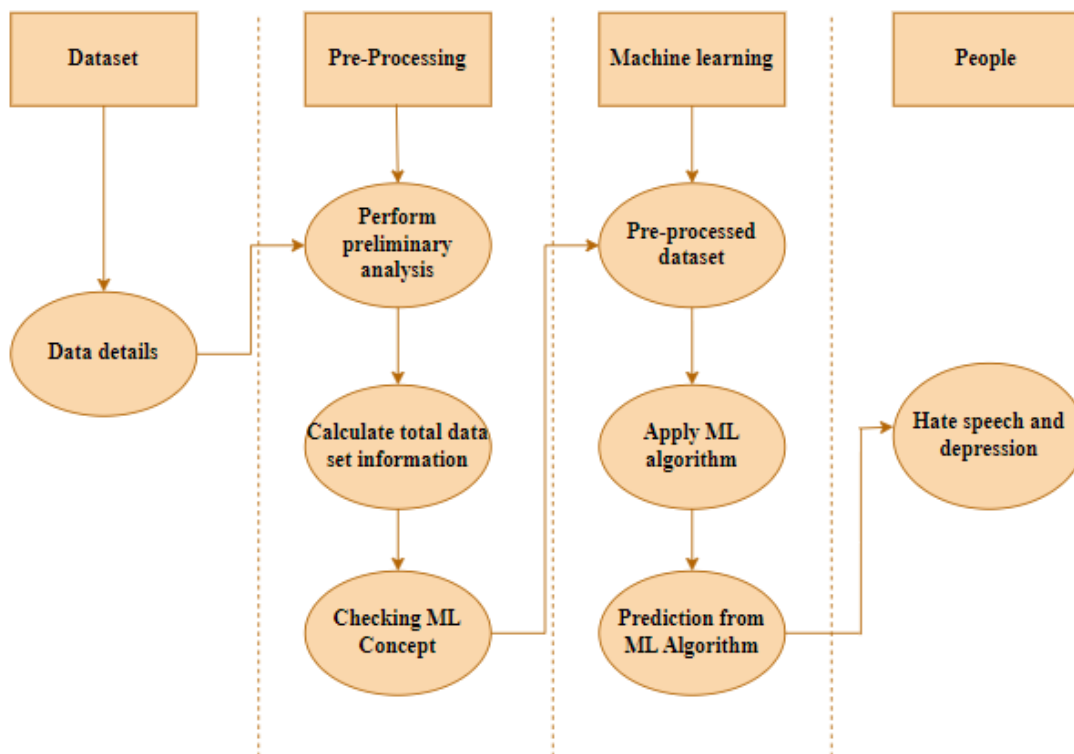 Dataset
Pre-Processing
Machine learning
People
Perform
preliminary
analysis
Pre-processed
dataset
Data details
Calculate total data
set information
Apply ML
algorithm
Hate speech and
depression
Checking ML
Concept
Prediction from
ML Algorithm